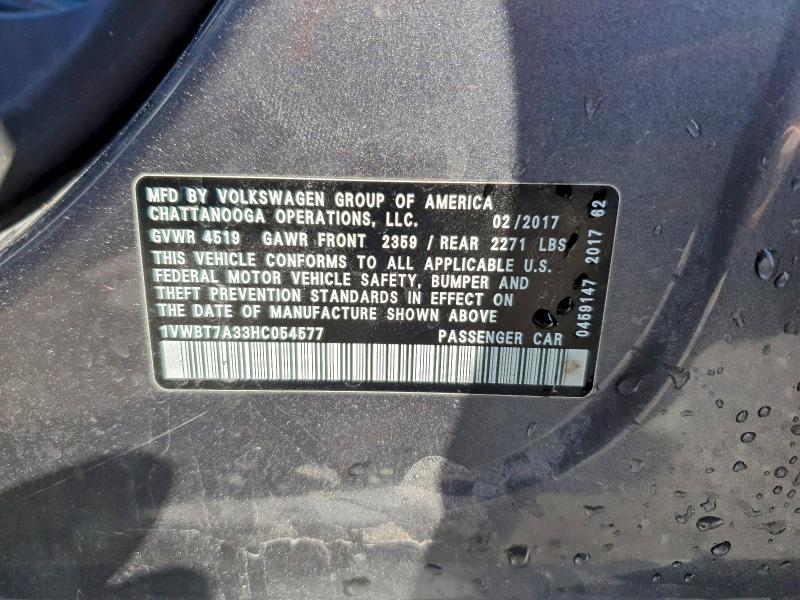 MFD BY VOLKSWAGEN GROUP OF AMERICA
CHATTANOOGA OPERATIONS, LLC. 02/2017
GVWR 4519 GAWR FRONT 2359 / REAR 2271 LBS
THIS VEHICLE CONFORMS TO ALL APPLICABLE U.S.
FEDERAL MOTOR VEHICLE SAFETY, BUMPER AND
THEFT PREVENTION STANDARDS IN EFFECT ON
THE DATE OF MANUFACTURE SHOWN ABOVE
1VWBT7A33HC054577 PASSENGER CAR
0459147 2017 62